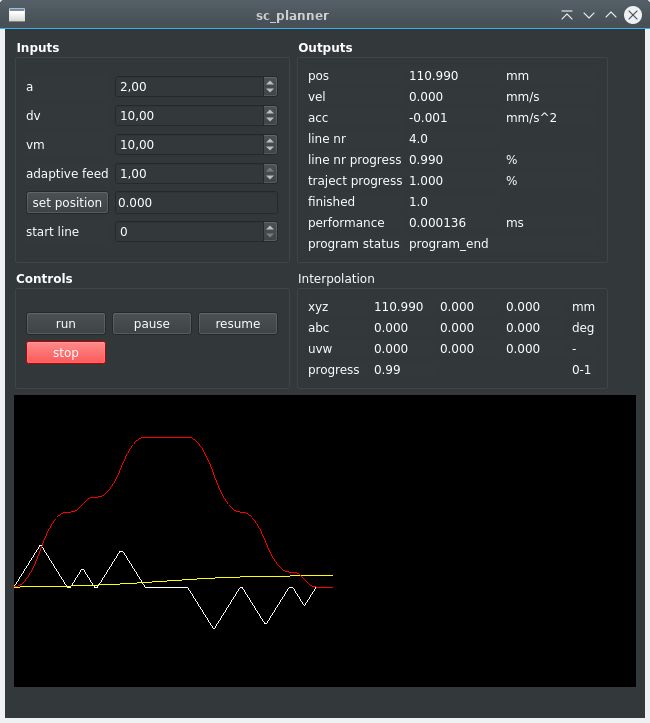 sc_planner
Inputs
a 2,00
dv 10,00
vm 10,00
adaptive feed 1,00
set position 0.000
start line 0
Outputs
pos 110.990 mm
vel 0.000 mm/s
acc -0.001 mm/s^2
line nr 4.0
line nr progress 0.990 %
traject progress 1.000 %
finished 1.0
performance 0.000136 ms
program status program_end
Controls
run pause resume
stop
Interpolation
xyz 110.990 0.000 0.000 mm
abc 0.000 0.000 0.000 deg
uvw 0.000 0.000 0.000 -
progress 0.99 0-1